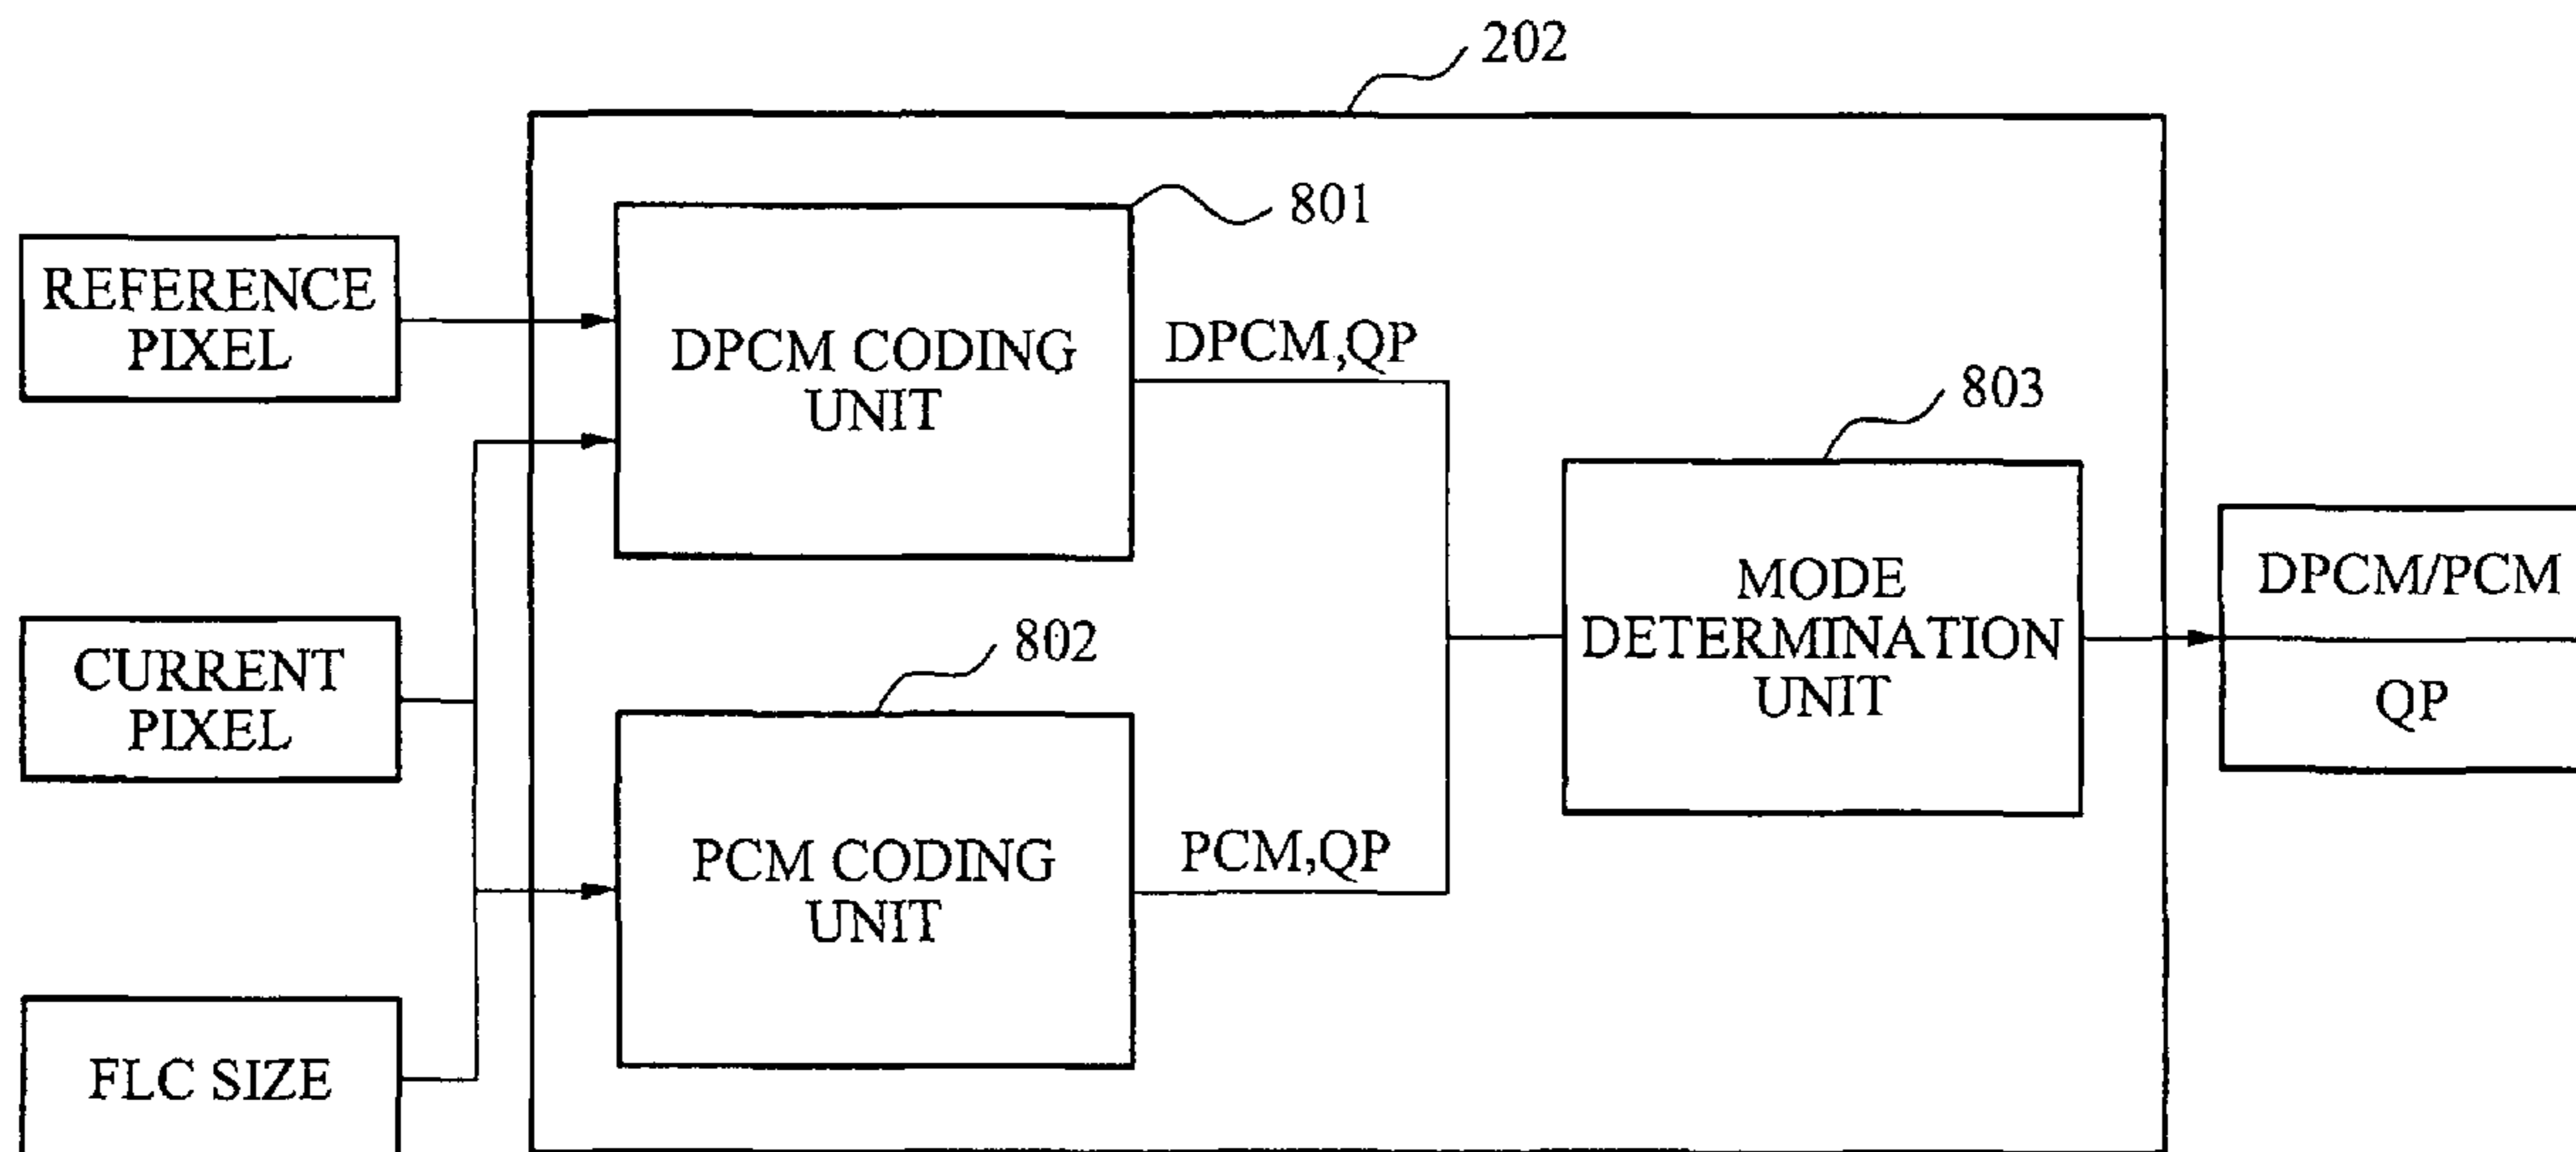 202
801
REFERENCE
PIXEL
DPCM CODING
UNIT
DPCM,QP
803
CURRENT
PIXEL
802
MODE
DETERMINATION
UNIT
DPCM/PCM
QP
PCM CODING
UNIT
PCM,QP
FLC SIZE